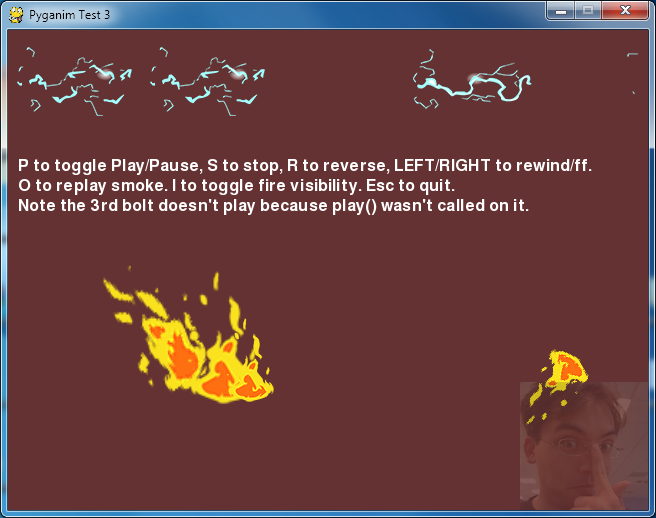 Pyganim Test 3
P to toggle Play/Pause, S to stop, R to reverse, LEFT/RIGHT to rewind/ff.
O to replay smoke. I to toggle fire visibility. Esc to quit.
Note the 3rd bolt doesn't play because play() wasn't called on it.